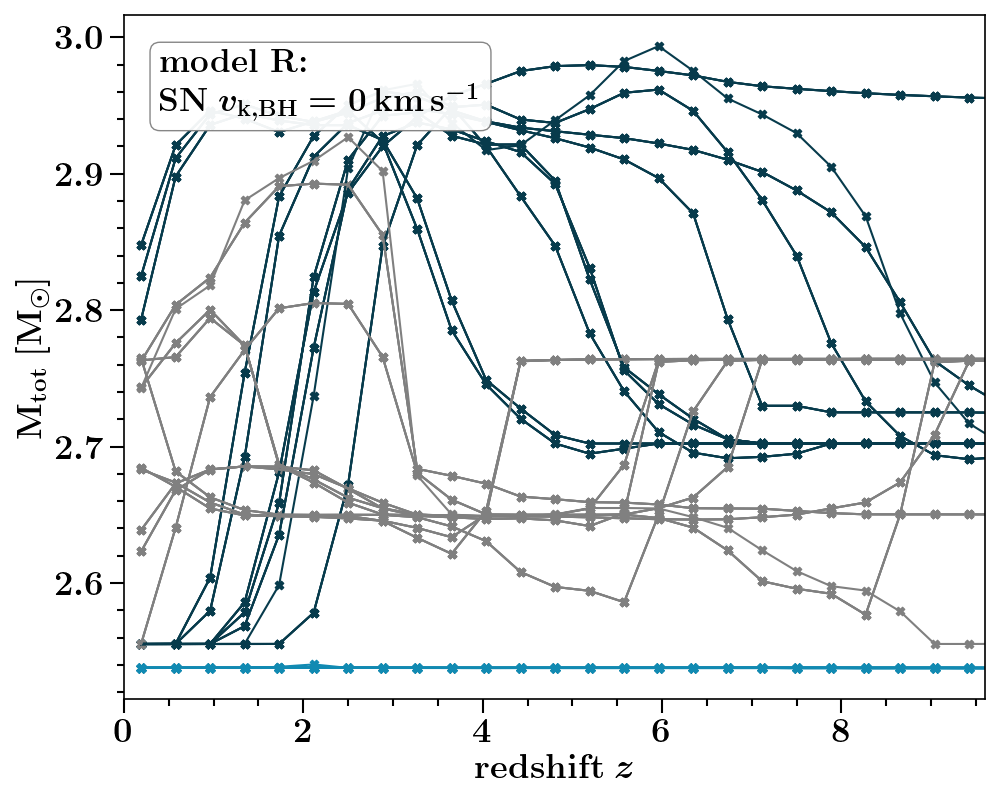 model R:
SN v_k,BH = 0 km s⁻¹
M_tot [M_⊙]
3.0
2.9
2.8
2.7
2.6
0 2 4 6 8
redshift z